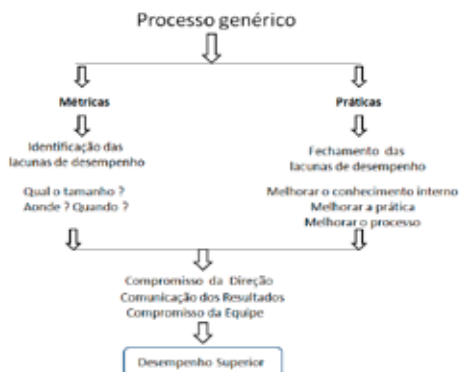 Processo genérico
Métricas
Práticas
Identificação das
lacunas de desempenho
Qual o tamanho ?
Aonde ? Quando ?
Fechamento das
lacunas de desempenho
Melhorar o conhecimento interno
Melhorar a prática
Melhorar o processo
Compromisso da Direção
Comunicação dos Resultados
Compromisso da Equipe
Desempenho Superior